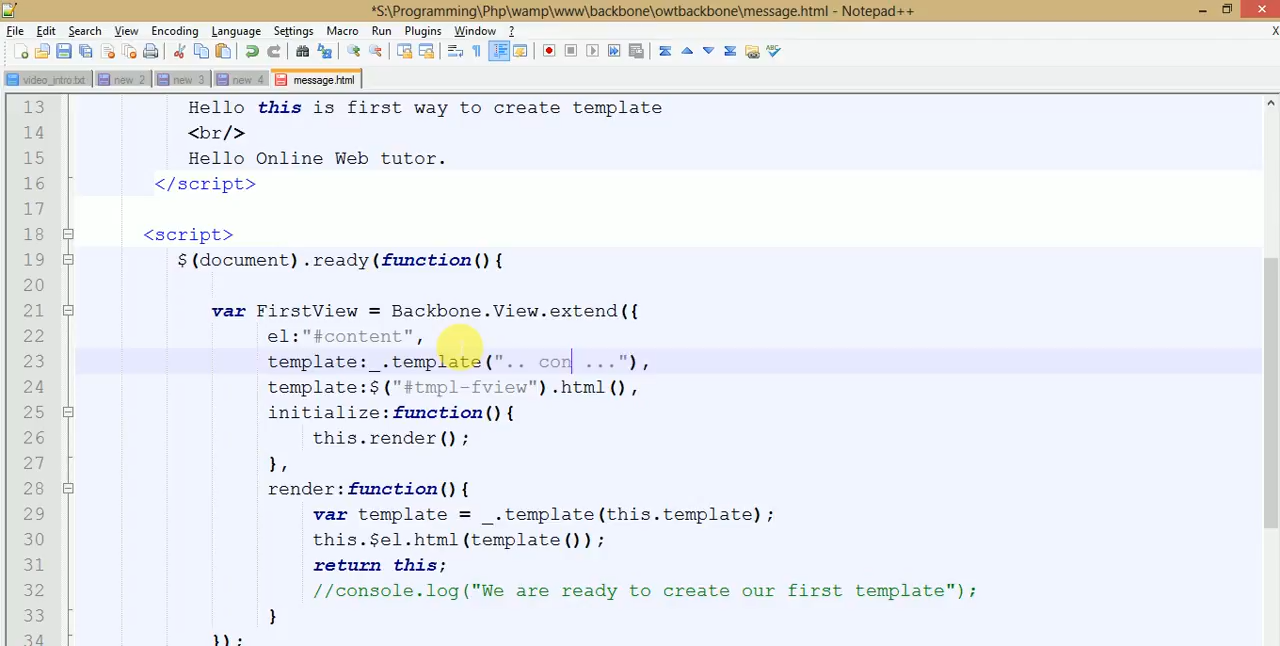 *S:\Programming\Php\wamp\www\backbone\owtbackbone\message.html - Notepad++
File Edit Search View Encoding Language Settings Macro Run Plugins Window ? X
video_intro.txt new 2 new 3 new 4 message.html
13 Hello this is first way to create template
14 <br/>
15 Hello Online Web tutor.
16 </script>
17
18 <script>
19 $(document).ready(function(){
20
21 var FirstView = Backbone.View.extend({
22 el:"#content",
23 template:_.template(".. con ..."),
24 template:$("#tmpl-fview").html(),
25 initialize:function(){
26 this.render();
27 },
28 render:function(){
29 var template = _.template(this.template);
30 this.$el.html(template());
31 return this;
32 //console.log("We are ready to create our first template");
33 }
34 });